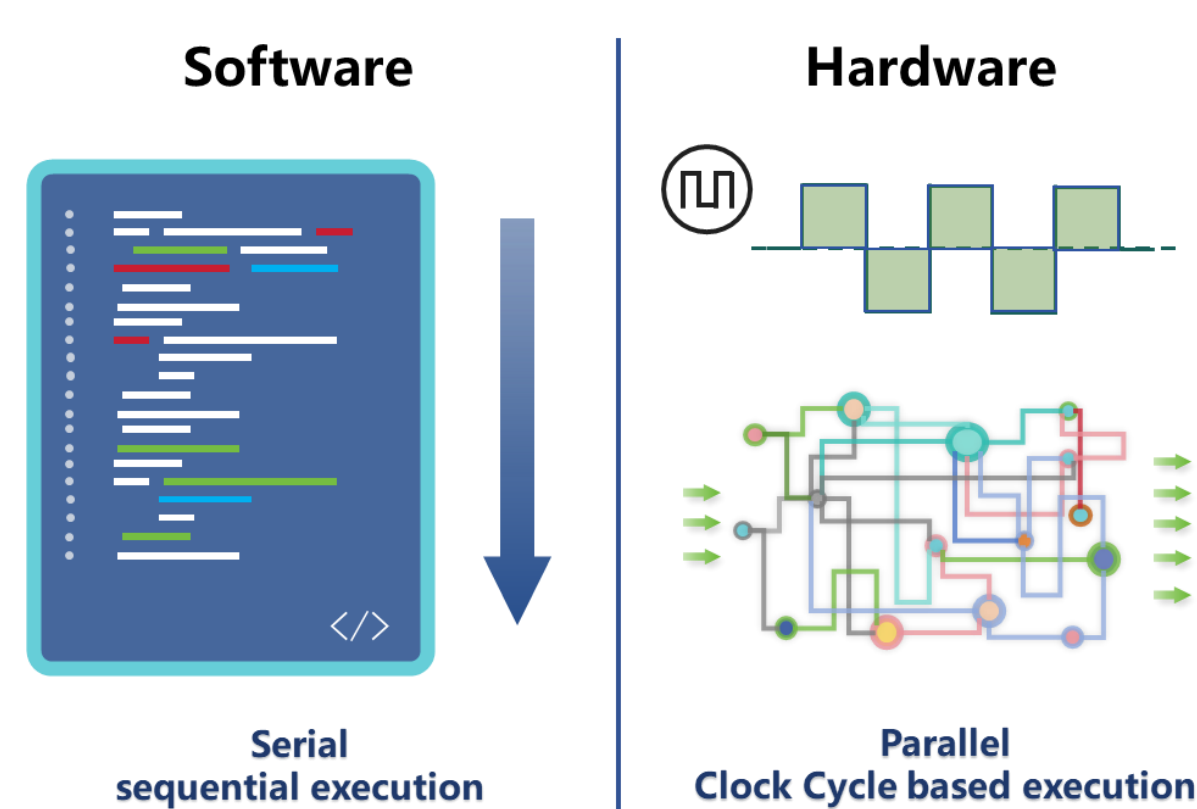 Software
Hardware
</>
Serial
sequential execution
Parallel
Clock Cycle based execution